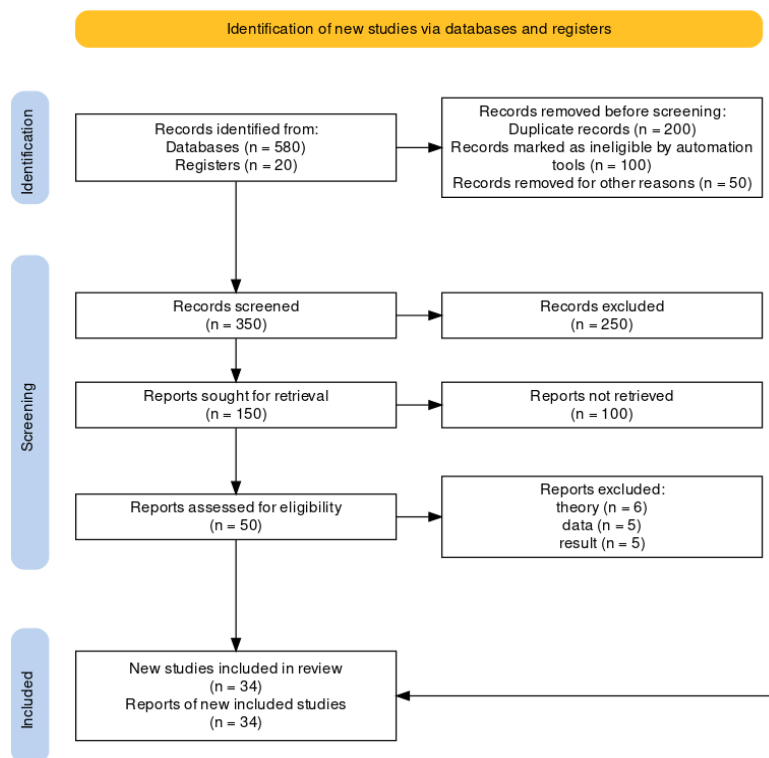 Identification of new studies via databases and registers
Identification
Records identified from:
Databases (n = 580)
Registers (n = 20)
Records removed before screening:
Duplicate records (n = 200)
Records marked as ineligible by automation
tools (n = 100)
Records removed for other reasons (n = 50)
Screening
Records screened
(n = 350)
Records excluded
(n = 250)
Reports sought for retrieval
(n = 150)
Reports not retrieved
(n = 100)
Reports assessed for eligibility
(n = 50)
Reports excluded:
theory (n = 6)
data (n = 5)
result (n = 5)
Included
New studies included in review
(n = 34)
Reports of new included studies
(n = 34)